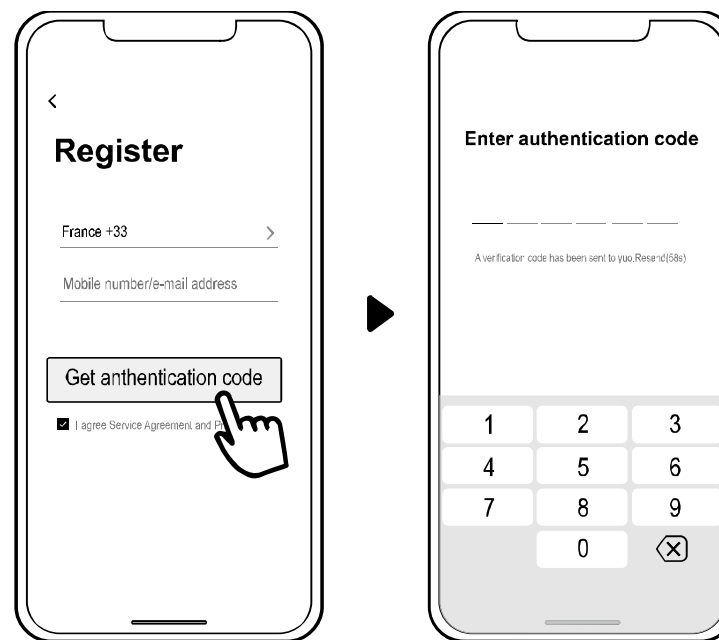 Register
France +33
Mobile number/e-mail address
Get anthentication code
I agree Service Agreement and
Enter authentication code
A verification code has been sent to yuo.Resend(58s)
1 2 3
4 5 6
7 8 9
0